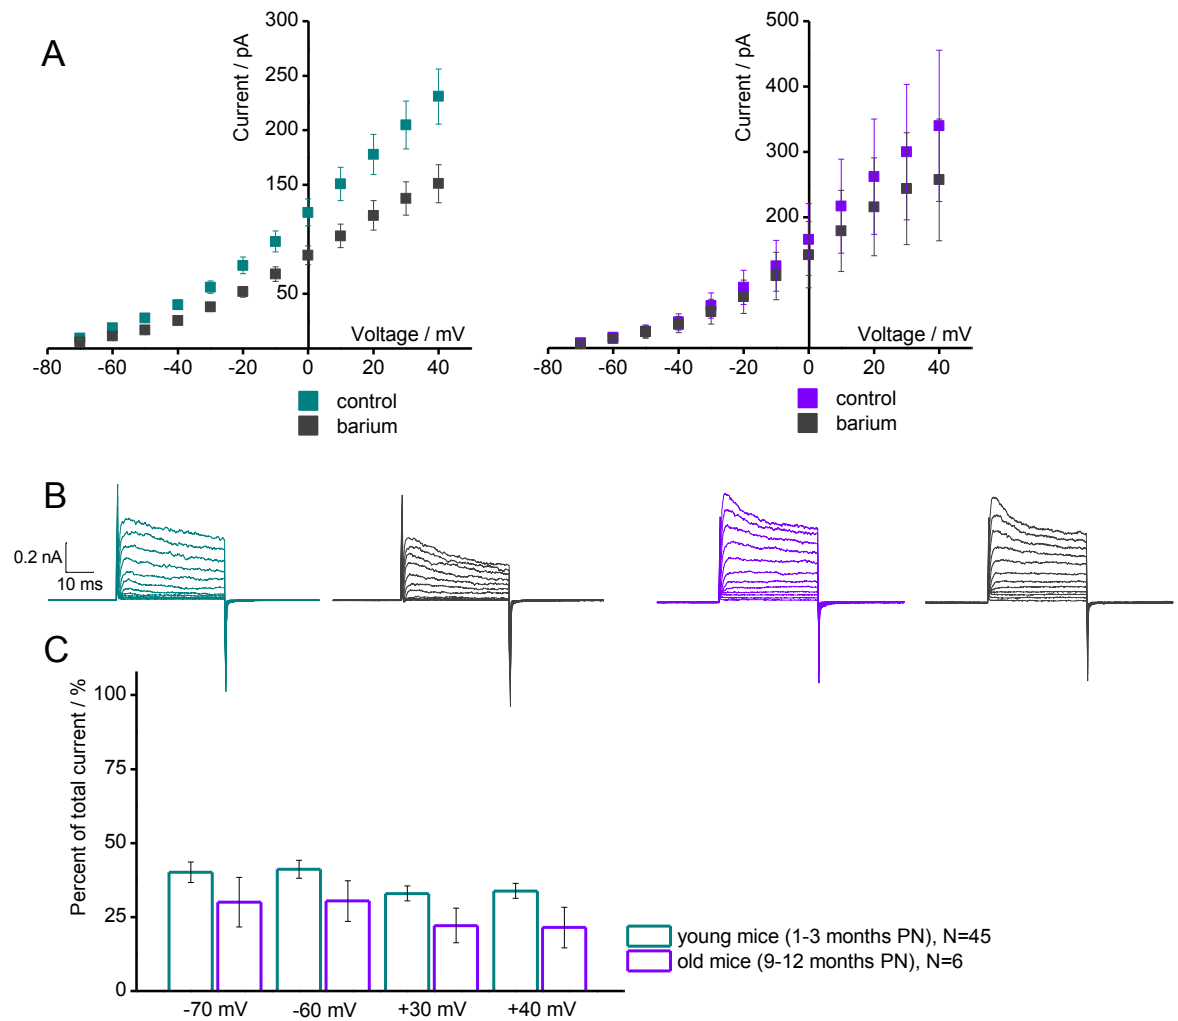 A
Current / pA
300
250
200
150
50
Voltage / mV
-80 -60 -40 -20 0 20 40
control
barium
Current / pA
500
400
300
200
Voltage / mV
-80 -60 -40 -20 0 20 40
control
barium
B
0.2 nA
10 ms
C
Percent of total current / %
100
75
50
25
0
-70 mV -60 mV +30 mV +40 mV
young mice (1-3 months PN), N=45
old mice (9-12 months PN), N=6